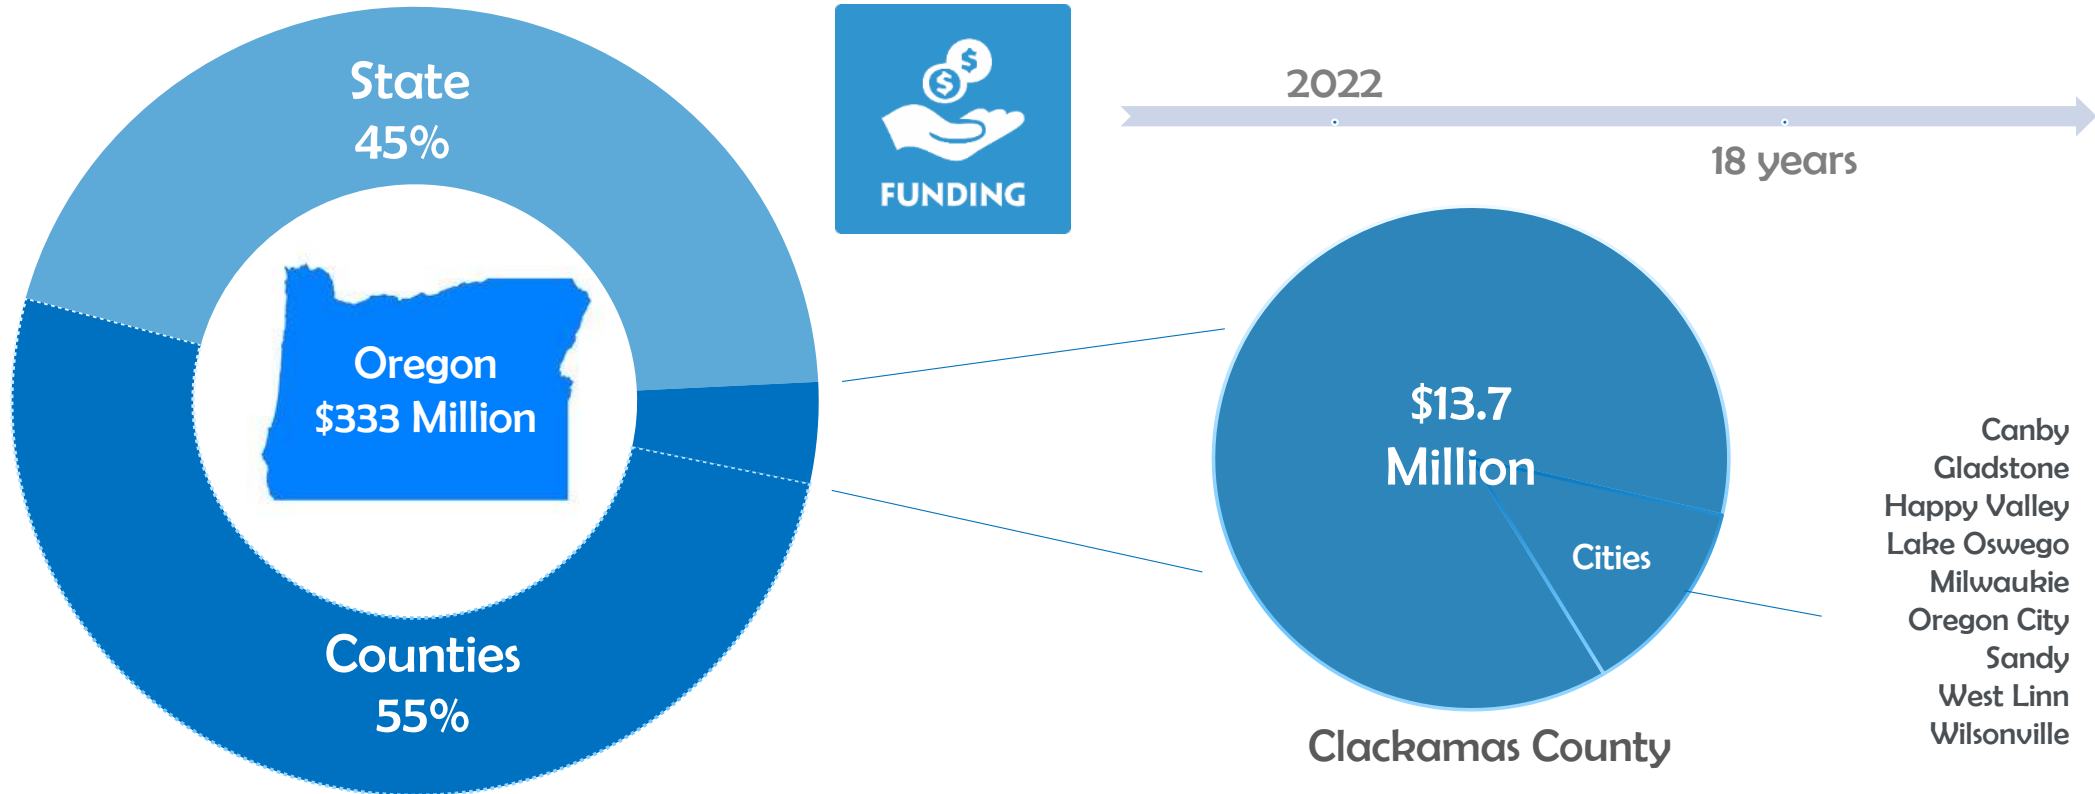 State
45%
Oregon
$333 Million
Counties
55%
$ $
FUNDING
2022
18 years
$13.7
Million
Cities
Clackamas County
Canby
Gladstone
Happy Valley
Lake Oswego
Milwaukie
Oregon City
Sandy
West Linn
Wilsonville